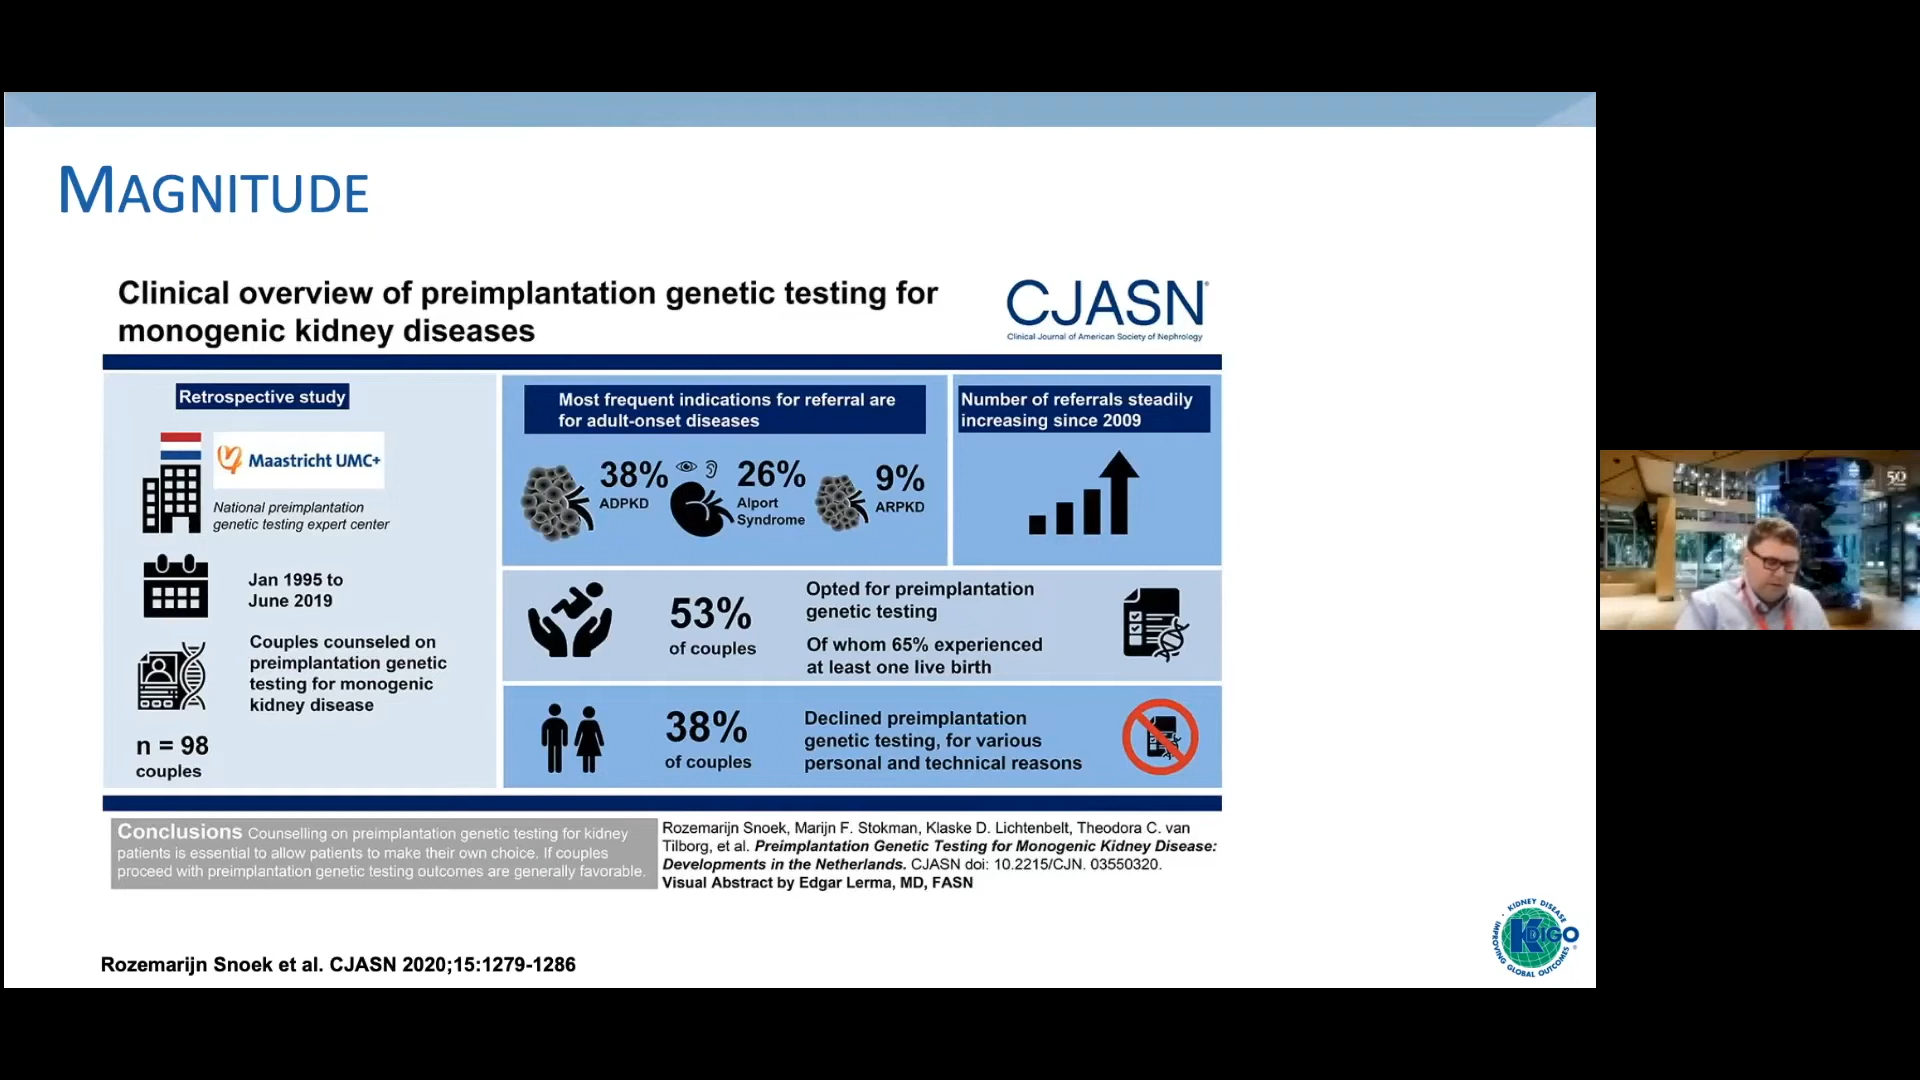 MAGNITUDE
Clinical overview of preimplantation genetic testing for
monogenic kidney diseases
CJASN
Clinical Journal of American Society of Nephrology
Retrospective study
Maastricht UMC+
National preimplantation
genetic testing expert center
Jan 1995 to
June 2019
Couples counseled on
preimplantation genetic
testing for monogenic
kidney disease
n = 98
couples
Most frequent indications for referral are
for adult-onset diseases
38%
ADPKD
26%
Alport
Syndrome
9%
ARPKD
Number of referrals steadily
increasing since 2009
53%
of couples
Opted for preimplantation
genetic testing
Of whom 65% experienced
at least one live birth
38%
of couples
Declined preimplantation
genetic testing, for various
personal and technical reasons
Conclusions Counselling on preimplantation genetic testing for kidney
patients is essential to allow patients to make their own choice. If couples
proceed with preimplantation genetic testing outcomes are generally favorable.
Rozemarijn Snoek, Marijn F. Stokman, Klaske D. Lichtenbelt, Theodora C. van
Tilborg, et al. Preimplantation Genetic Testing for Monogenic Kidney Disease:
Developments in the Netherlands. CJASN doi: 10.2215/CJN. 03550320.
Visual Abstract by Edgar Lerma, MD, FASN
Rozemarijn Snoek et al. CJASN 2020;15:1279-1286
KIDNEY DISEASE
KDIGO
IMPROVING GLOBAL OUTCOMES
50